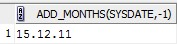 ADD_MONTHS(SYSDATE,-1)
1 15.12.11